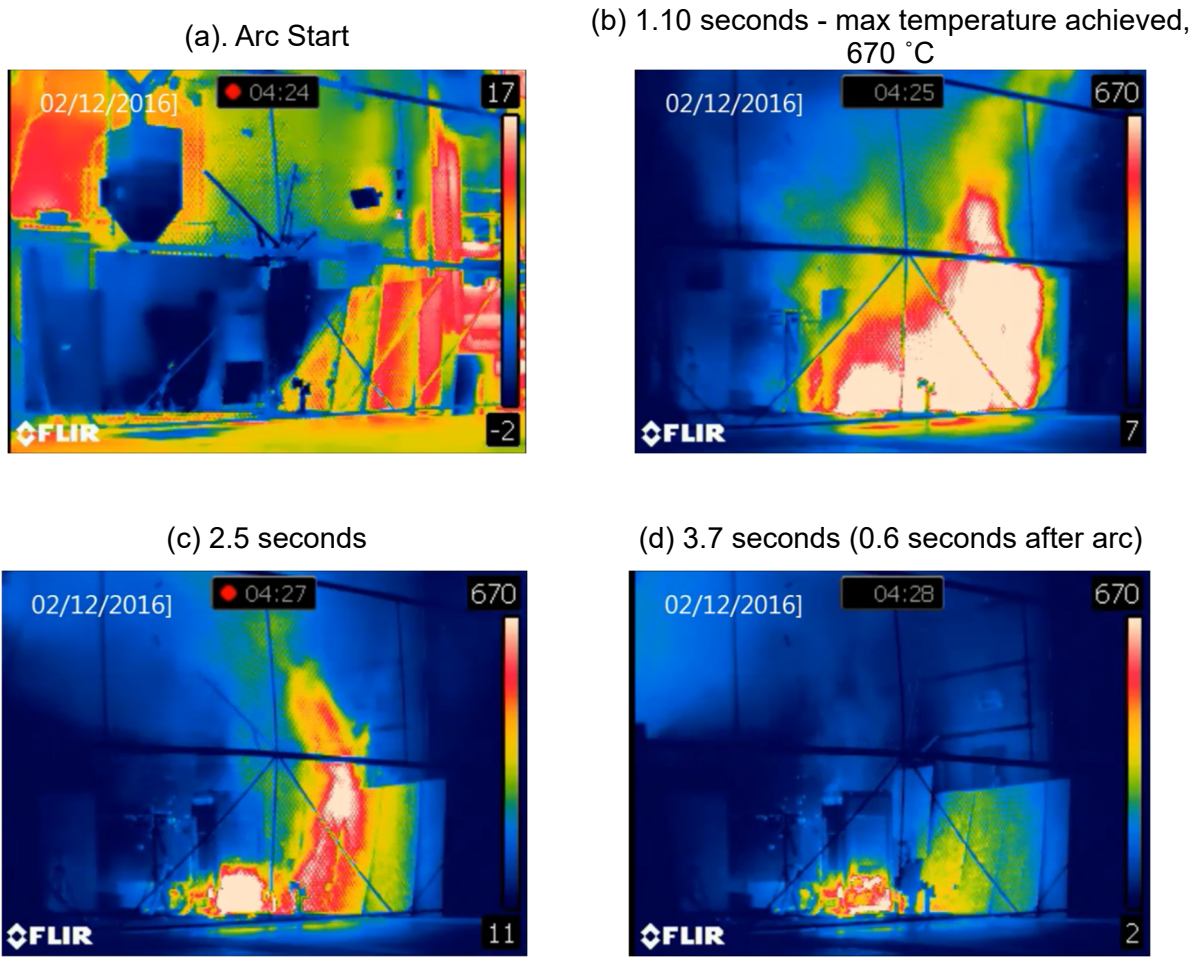 (a). Arc Start
(b) 1.10 seconds - max temperature achieved,
670 ˚C
02/12/2016]
04:24
17
-2
FLIR
02/12/2016]
04:25
670
7
FLIR
(c) 2.5 seconds
(d) 3.7 seconds (0.6 seconds after arc)
02/12/2016]
04:27
670
11
FLIR
02/12/2016]
04:28
670
2
FLIR